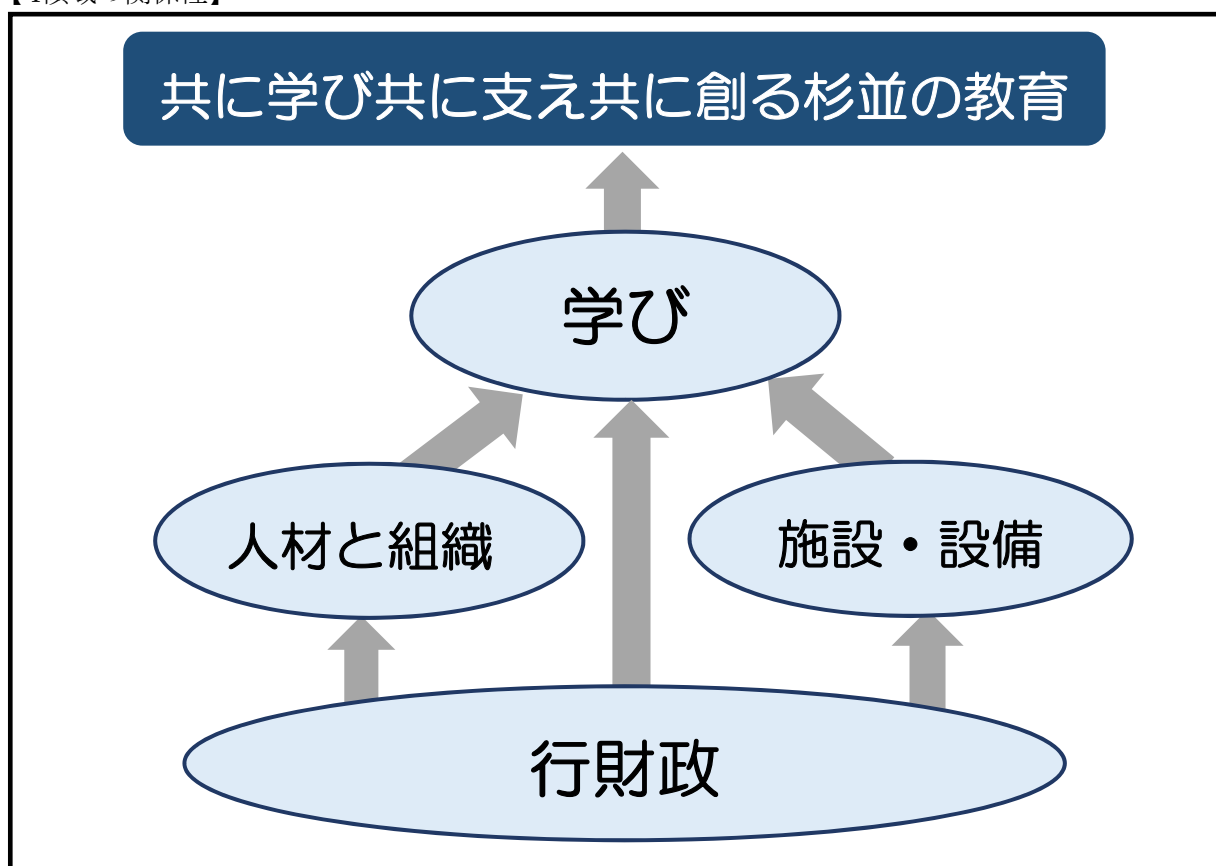 共に学び共に支え共に創る杉並の教育
学び
人材と組織
施設・設備
行財政